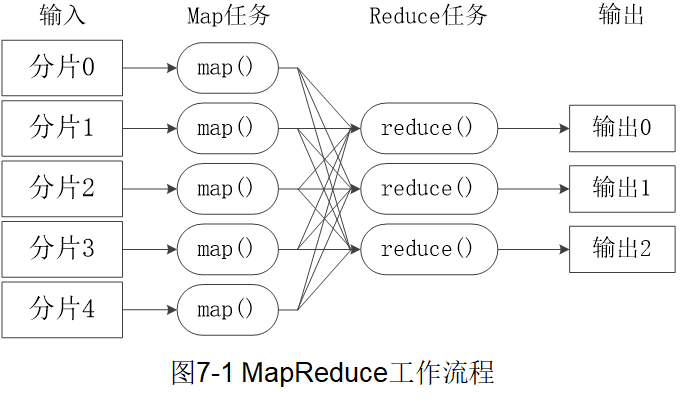 输入 Map任务 Reduce任务 输出
分片0 map()
分片1 map() reduce() 输出0
分片2 map() reduce() 输出1
分片3 map() reduce() 输出2
分片4 map()
图7-1 MapReduce工作流程